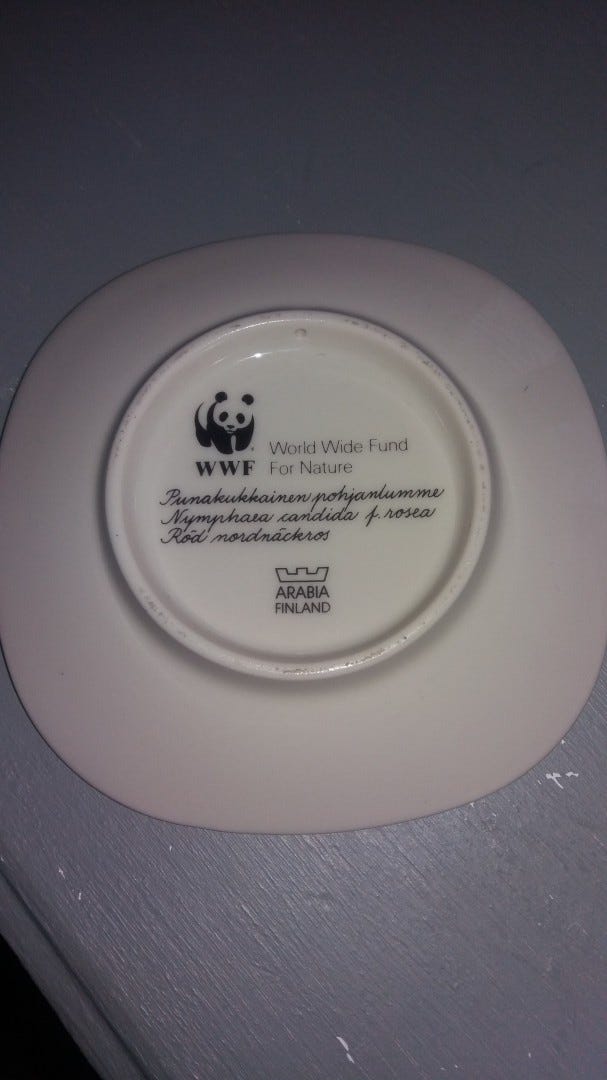 WWF
World Wide Fund
For Nature
Punakukkainen pohjanlumme
Nymphaea candida f. rosea
Röd nordnäckros
ARABIA
FINLAND